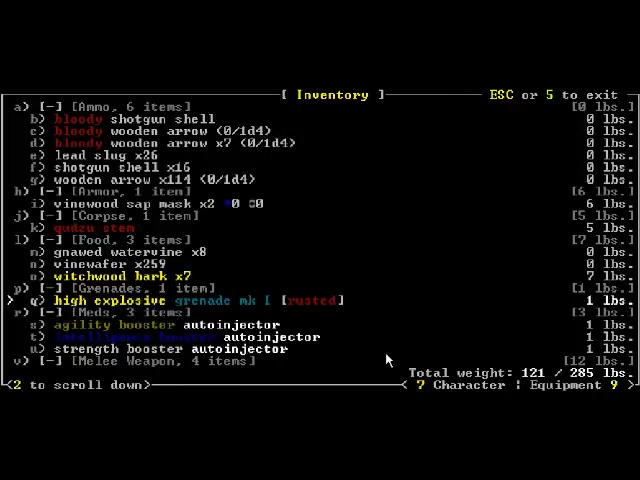 [ Inventory ] ESC or 5 to exit
a) [-] [Ammo, 6 items] [0 lbs.]
b) bloody shotgun shell 0 lbs.
c) bloody wooden arrow (0/1d4) 0 lbs.
d) bloody wooden arrow x7 (0/1d4) 0 lbs.
e) lead slug x26 0 lbs.
f) shotgun shell x16 0 lbs.
g) wooden arrow x114 (0/1d4) 0 lbs.
h) [-] [Armor, 1 item] [6 lbs.]
i) vinewood sap mask x2 0 0 6 lbs.
j) [-] [Corpse, 1 item] [5 lbs.]
k) qudzu stem 5 lbs.
l) [-] [Food, 3 items] [7 lbs.]
m) gnawed watervine x8 0 lbs.
n) vinewafer x259 0 lbs.
o) witchwood bark x7 7 lbs.
p) [-] [Grenades, 1 item] [1 lbs.]
> q) high explosive grenade mk I [rusted] 1 lbs.
r) [-] [Meds, 3 items] [3 lbs.]
s) agility booster autoinjector 1 lbs.
t) intelligence booster autoinjector 1 lbs.
u) strength booster autoinjector 1 lbs.
v) [-] [Melee Weapon, 4 items] [12 lbs.]
Total weight: 121 / 285 lbs.
<2 to scroll down> < 7 Character | Equipment 9 >